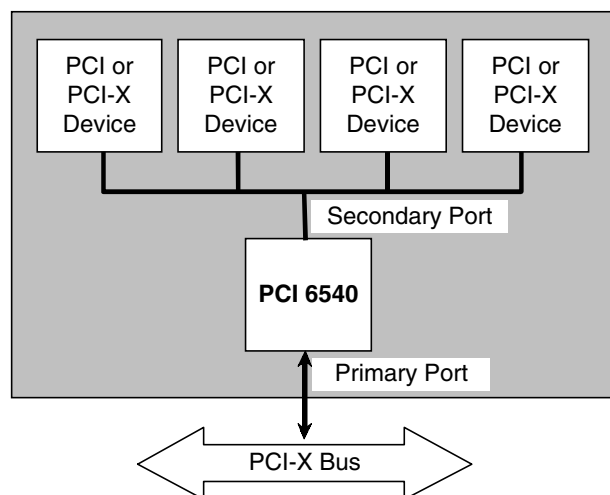 PCI or
PCI-X
Device
PCI or
PCI-X
Device
PCI or
PCI-X
Device
PCI or
PCI-X
Device
Secondary Port
PCI 6540
Primary Port
PCI-X Bus